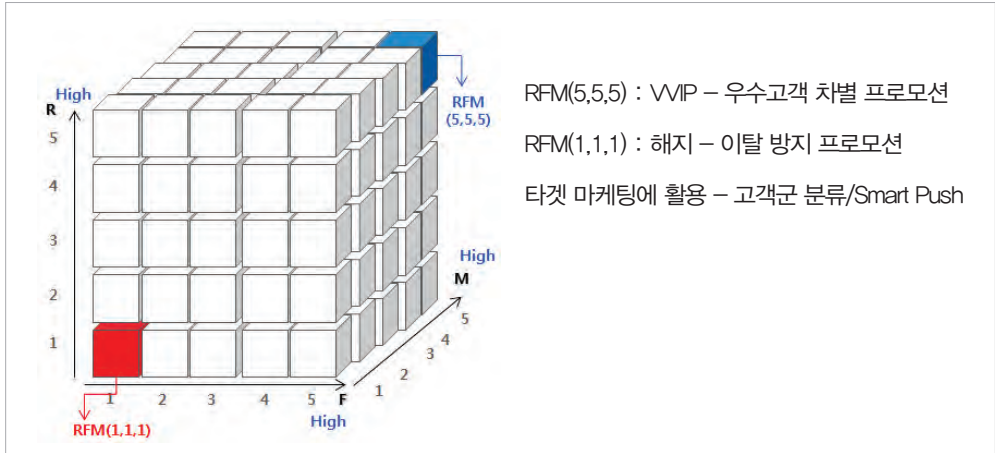 High
R
5
4
3
2
1
RFM
(5,5,5)
High
M
5
4
3
2
1
1 2 3 4 5 F
High
RFM(1,1,1)
RFM(5,5,5) : VVIP – 우수고객 차별 프로모션
RFM(1,1,1) : 해지 – 이탈 방지 프로모션
타겟 마케팅에 활용 – 고객군 분류/Smart Push